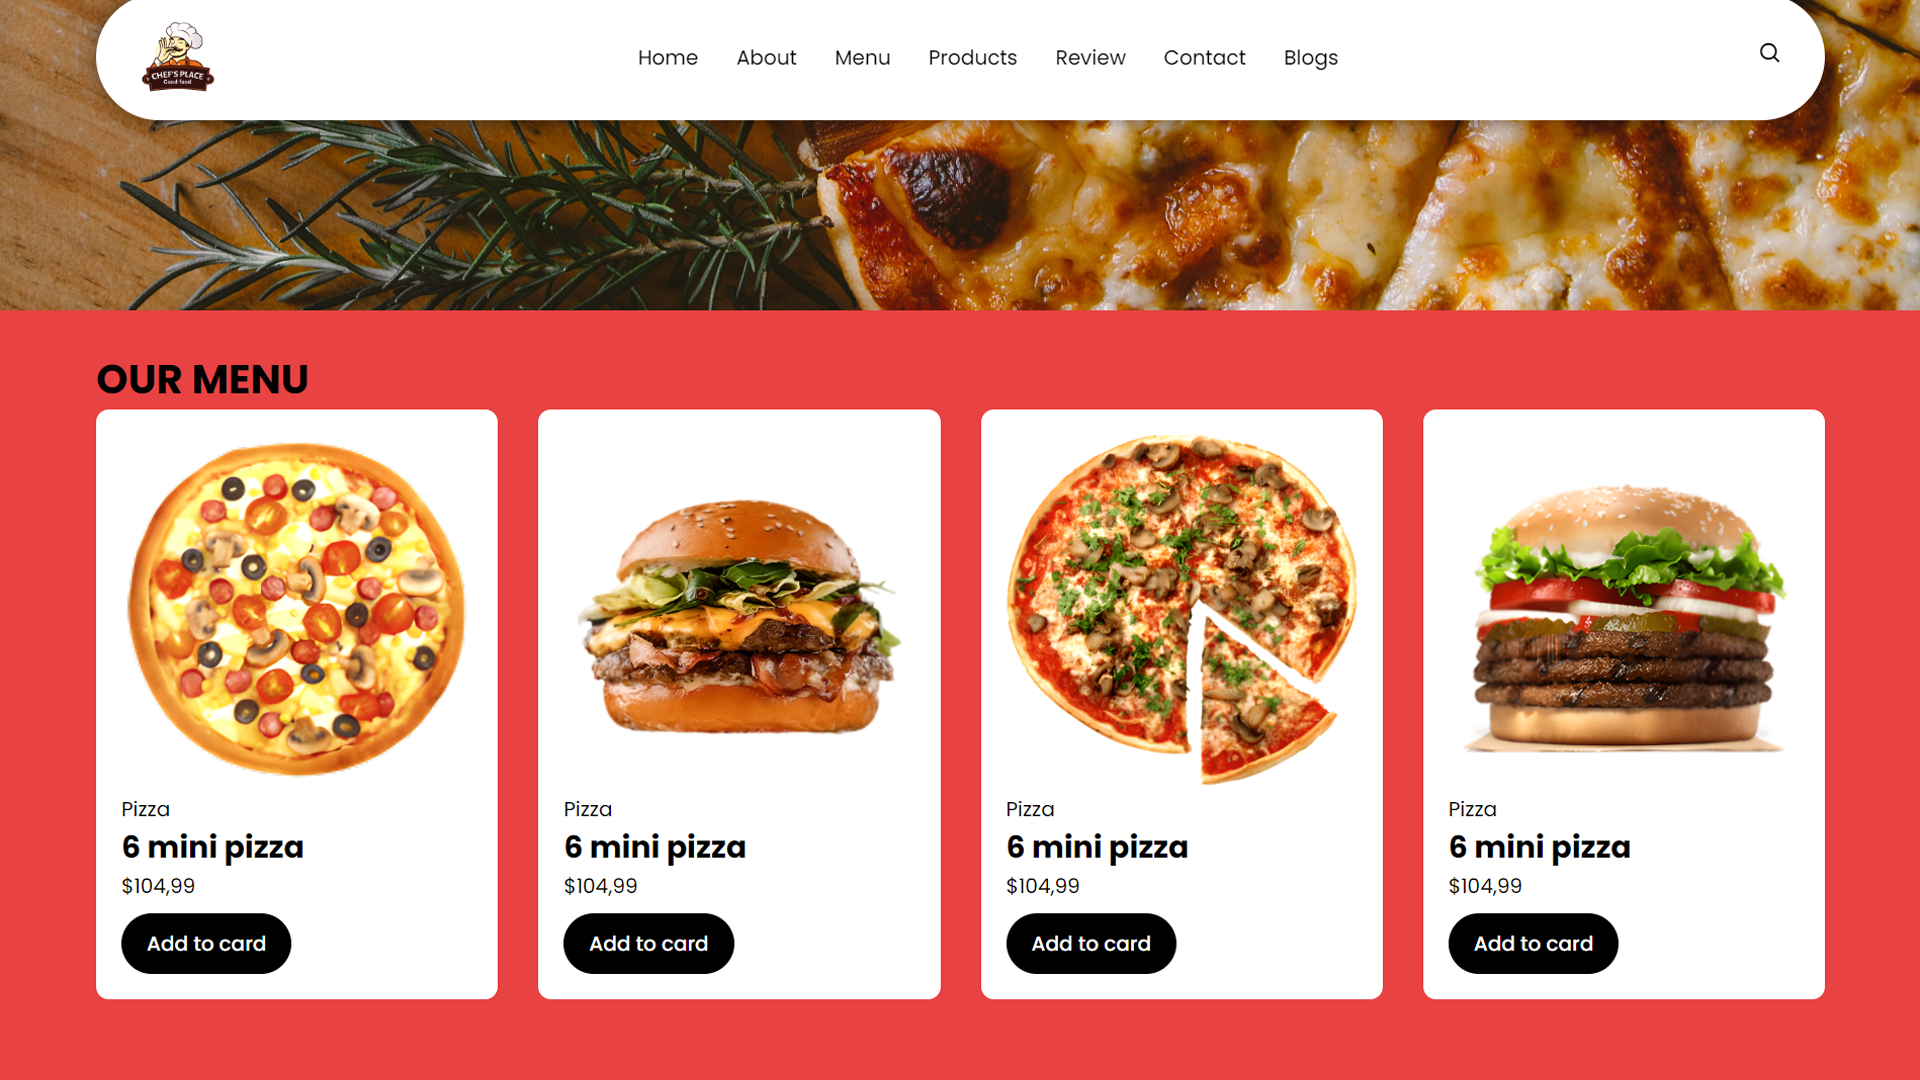 CHEF'S PLACE
Good food
Home About Menu Products Review Contact Blogs
OUR MENU
Pizza
6 mini pizza
$104,99
Add to card
Pizza
6 mini pizza
$104,99
Add to card
Pizza
6 mini pizza
$104,99
Add to card
Pizza
6 mini pizza
$104,99
Add to card